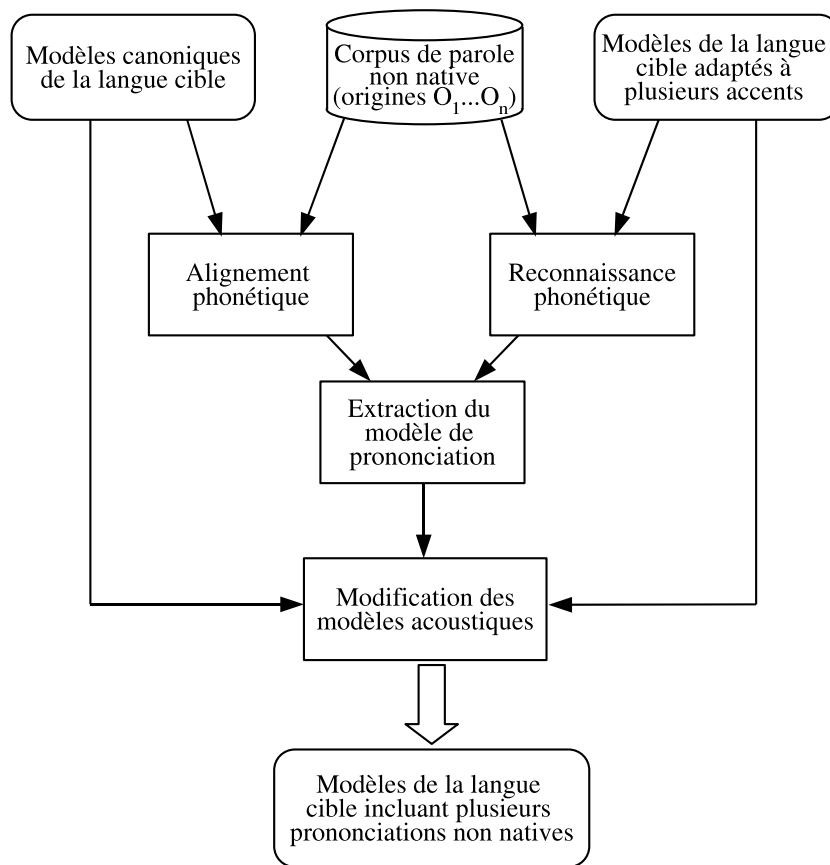 Modèles canoniques
de la langue cible
Corpus de parole
non native
(origines O₁...Oₙ)
Modèles de la langue
cible adaptés à
plusieurs accents
Alignement
phonétique
Reconnaissance
phonétique
Extraction du
modèle de
prononciation
Modification des
modèles acoustiques
Modèles de la langue
cible incluant plusieurs
prononciations non natives